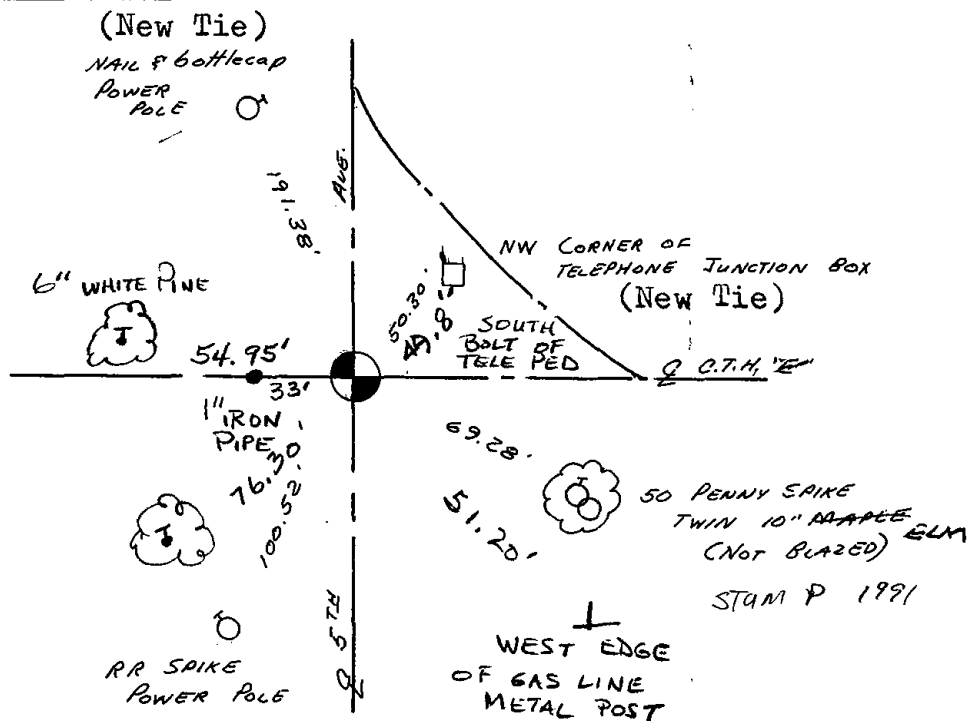 (New Tie)
NAIL & bottlecap
POWER
POLE
AVE.
191.38'
NW CORNER OF
TELEPHONE JUNCTION BOX
(New Tie)
6" WHITE PINE
50.30'
SOUTH
BOLT OF
TELE PED
54.95'
33'
℄ C.T.H. "E"
1" IRON
PIPE
76.30'
100.52'
69.28'
51.20'
50 PENNY SPIKE
TWIN 10" MAPLE ELM
(NOT BLAZED)
STUMP 1991
℄ 5TH
RR SPIKE
POWER POLE
WEST EDGE
OF GAS LINE
METAL POST